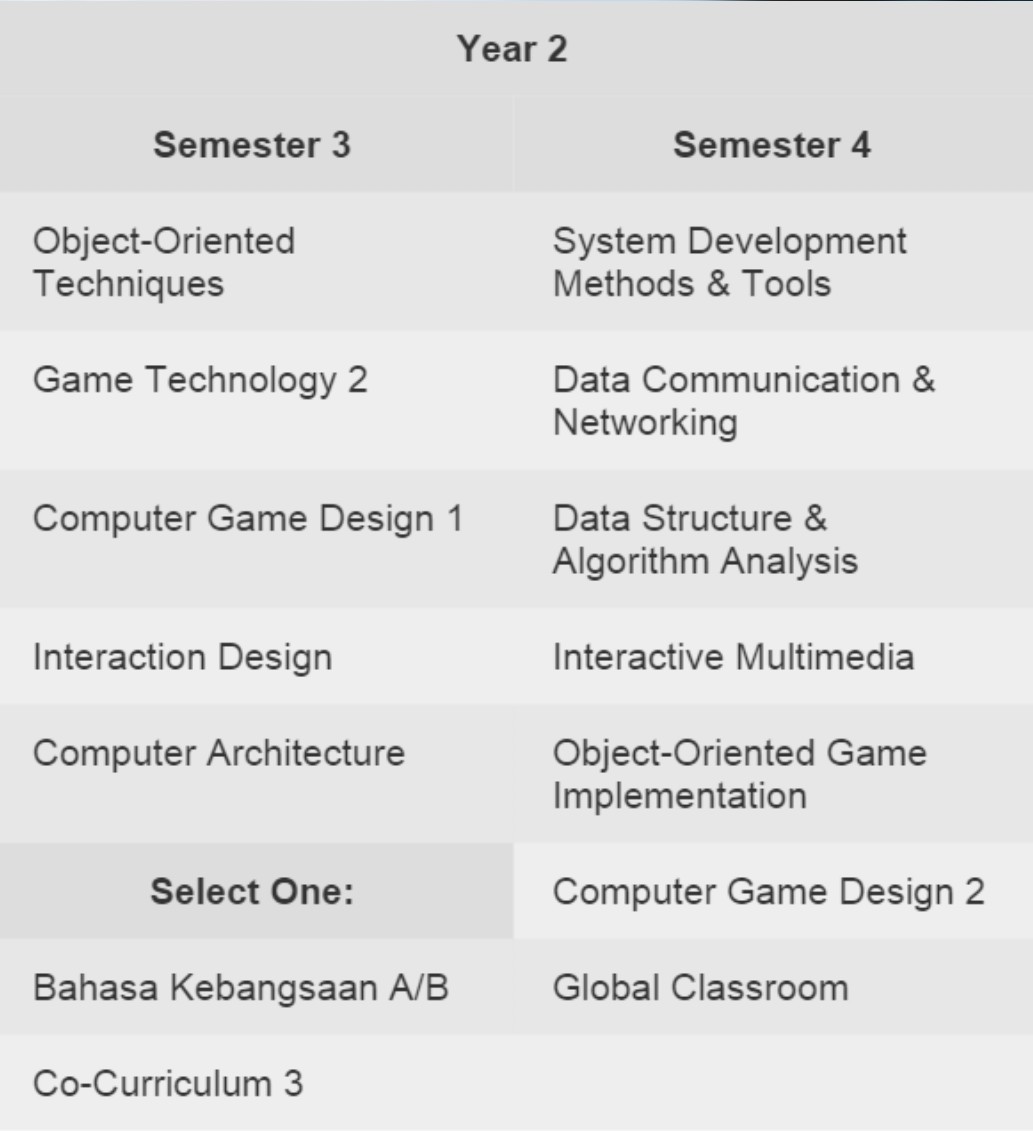 Year 2
Semester 3
Semester 4
Object-Oriented
Techniques
System Development
Methods & Tools
Game Technology 2
Data Communication &
Networking
Computer Game Design 1
Data Structure &
Algorithm Analysis
Interaction Design
Interactive Multimedia
Computer Architecture
Object-Oriented Game
Implementation
Select One:
Computer Game Design 2
Bahasa Kebangsaan A/B
Global Classroom
Co-Curriculum 3